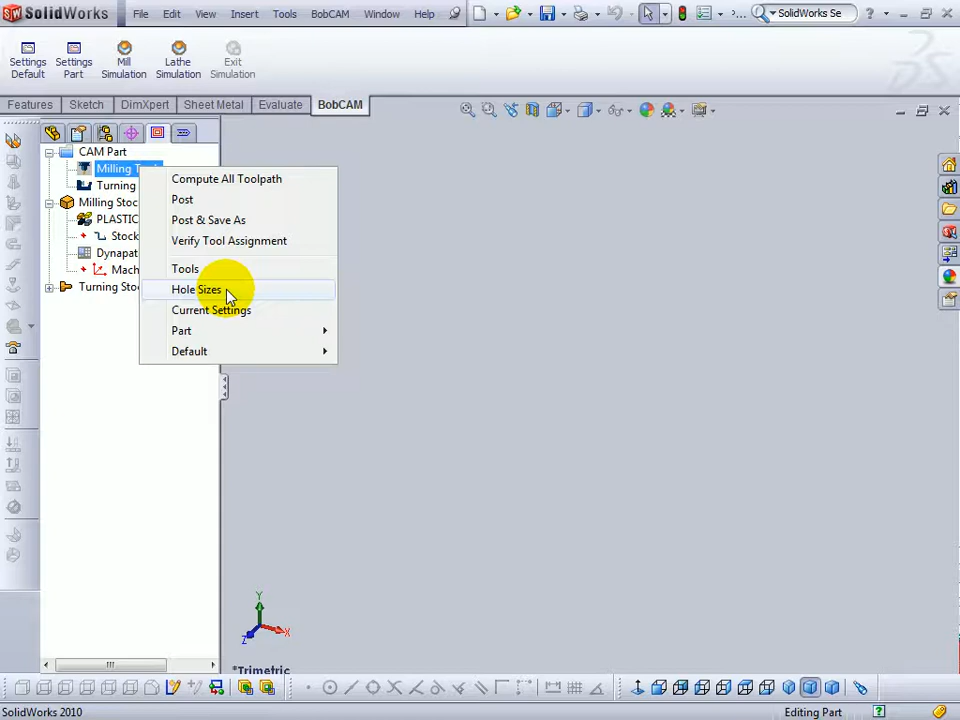 SolidWorks File Edit View Insert Tools BobCAM Window Help SolidWorks Se
Settings Default
Settings Part
Mill Simulation
Lathe Simulation
Exit Simulation
Features Sketch DimXpert Sheet Metal Evaluate BobCAM
CAM Part
Milling
Turning
Milling Stoc
PLASTIC
Stock
Dynapat
Mach
Turning Sto
Compute All Toolpath
Post
Post & Save As
Verify Tool Assignment
Tools
Hole Sizes
Current Settings
Part
Default
Y
X
Z
*Trimetric
SolidWorks 2010 Editing Part